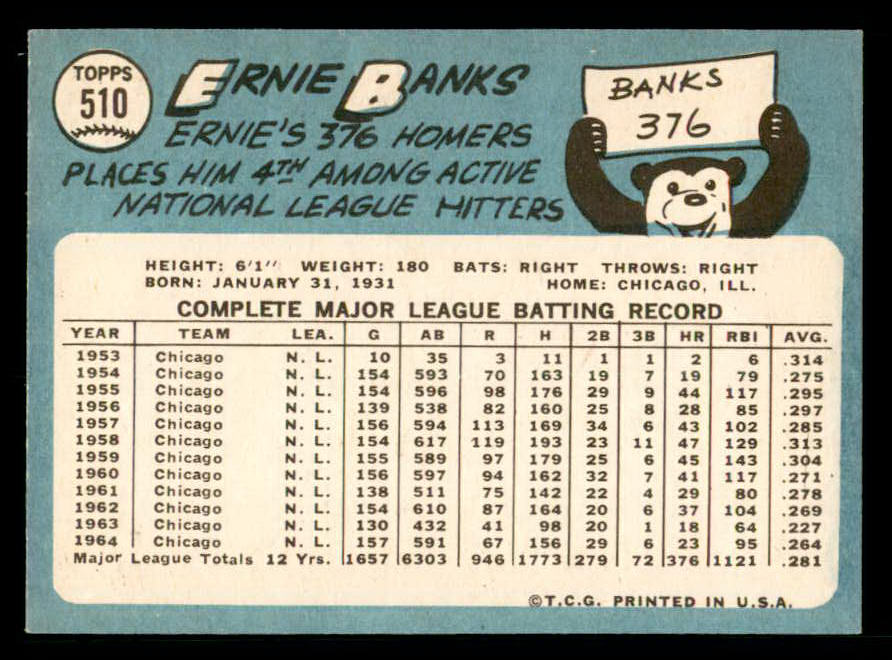 TOPPS
510
ERNIE BANKS
ERNIE'S 376 HOMERS
PLACES HIM 4TH AMONG ACTIVE
NATIONAL LEAGUE HITTERS
BANKS
376
HEIGHT: 6'1" WEIGHT: 180 BATS: RIGHT THROWS: RIGHT
BORN: JANUARY 31, 1931 HOME: CHICAGO, ILL.
COMPLETE MAJOR LEAGUE BATTING RECORD
YEAR TEAM LEA. G AB R H 2B 3B HR RBI AVG.
1953 Chicago N. L. 10 35 3 11 1 1 2 6 .314
1954 Chicago N. L. 154 593 70 163 19 7 19 79 .275
1955 Chicago N. L. 154 596 98 176 29 9 44 117 .295
1956 Chicago N. L. 139 538 82 160 25 8 28 85 .297
1957 Chicago N. L. 156 594 113 169 34 6 43 102 .285
1958 Chicago N. L. 154 617 119 193 23 11 47 129 .313
1959 Chicago N. L. 155 589 97 179 25 6 45 143 .304
1960 Chicago N. L. 156 597 94 162 32 7 41 117 .271
1961 Chicago N. L. 138 511 75 142 22 4 29 80 .278
1962 Chicago N. L. 154 610 87 164 20 6 37 104 .269
1963 Chicago N. L. 130 432 41 98 20 1 18 64 .227
1964 Chicago N. L. 157 591 67 156 29 6 23 95 .264
Major League Totals 12 Yrs. 1657 6303 946 1773 279 72 376 1121 .281
©T.C.G. PRINTED IN U.S.A.